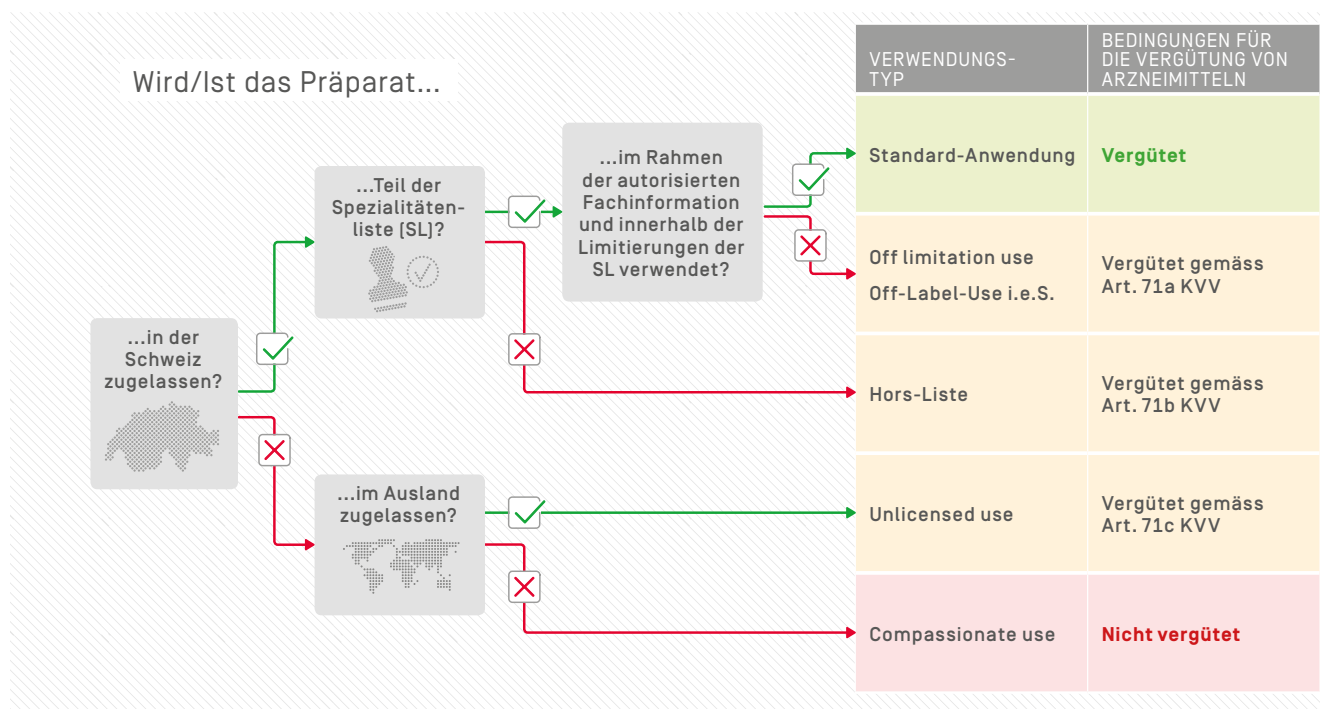 Wird/Ist das Präparat...
...in der
Schweiz
zugelassen?
...Teil der
Spezialitäten-
liste [SL]?
...im Rahmen
der autorisierten
Fachinformation
und innerhalb der
Limitierungen der
SL verwendet?
...im Ausland
zugelassen?
VERWENDUNGS-
TYP
BEDINGUNGEN FÜR
DIE VERGÜTUNG VON
ARZNEIMITTELN
Standard-Anwendung
Vergütet
Off limitation use
Off-Label-Use i.e.S.
Vergütet gemäss
Art. 71a KVV
Hors-Liste
Vergütet gemäss
Art. 71b KVV
Unlicensed use
Vergütet gemäss
Art. 71c KVV
Compassionate use
Nicht vergütet